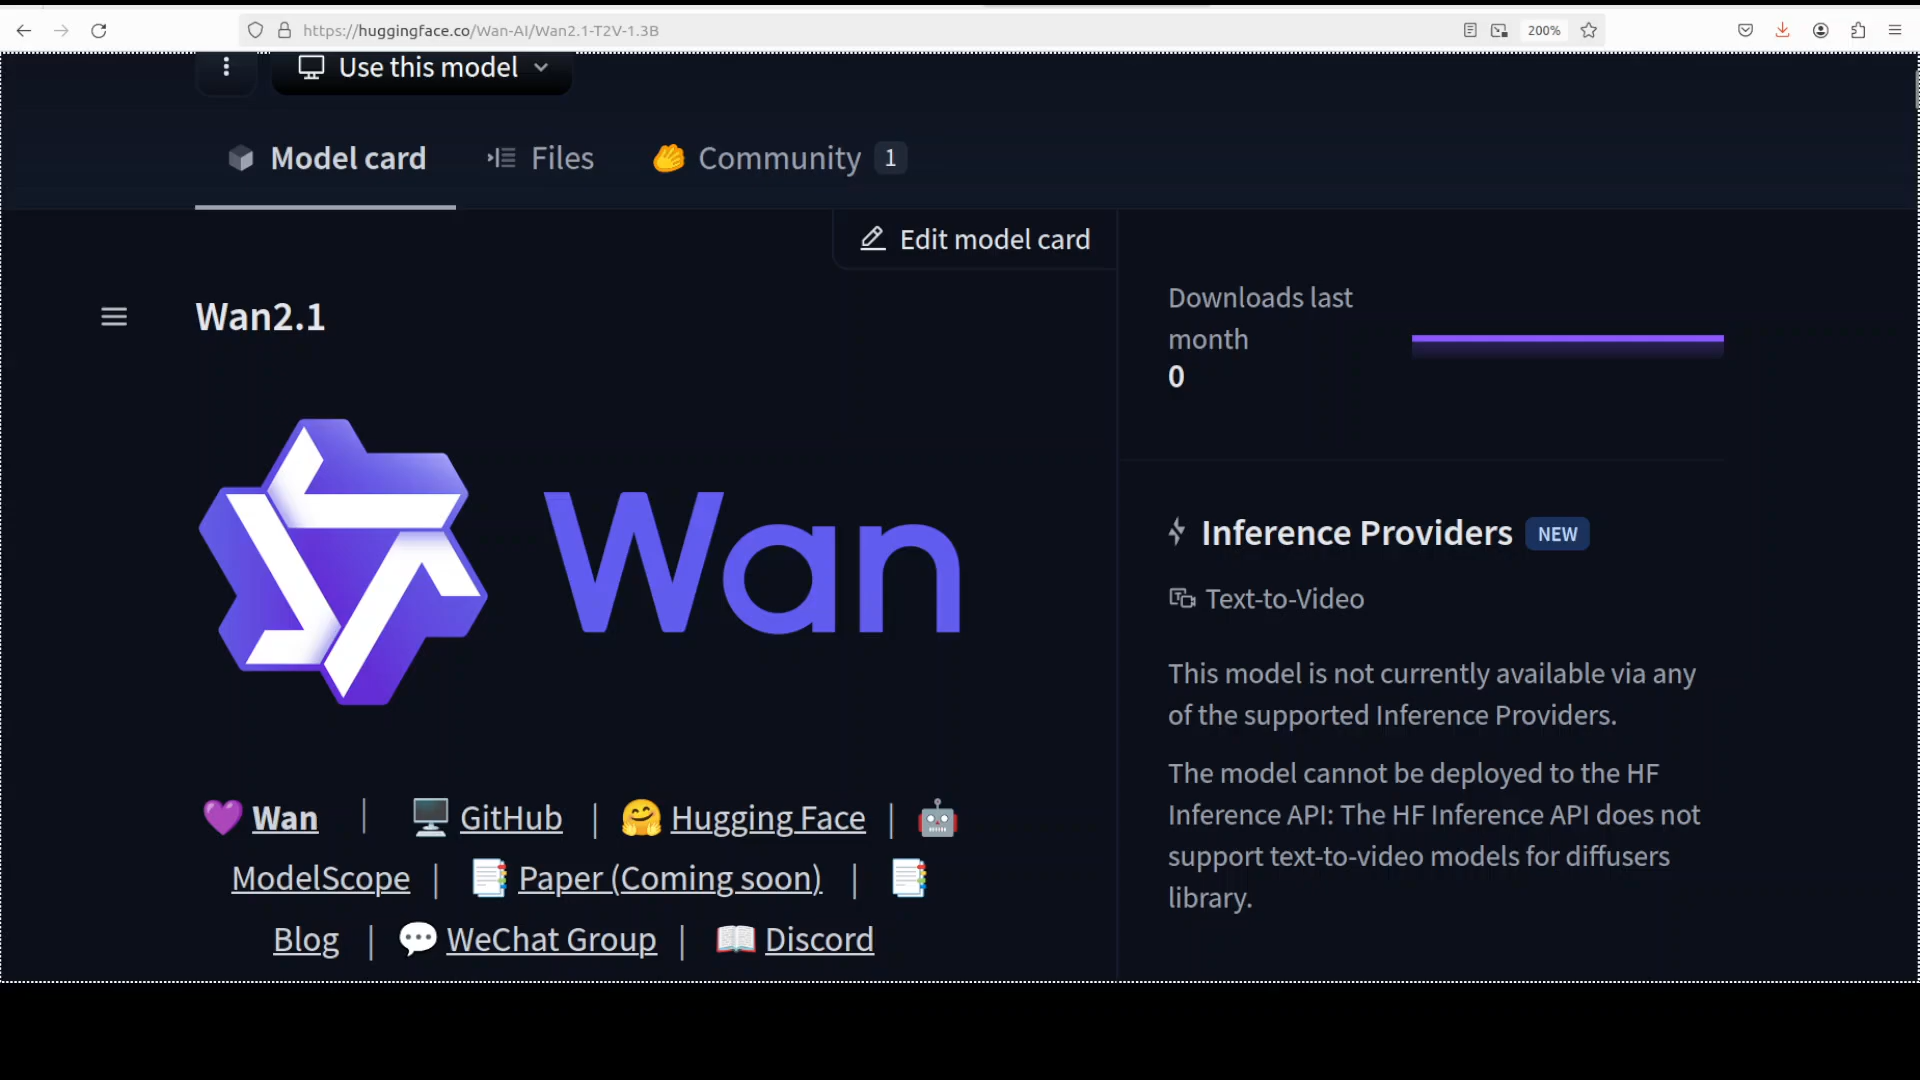 https://huggingface.co/Wan-AI/Wan2.1-T2V-1.3B
200%
Use this model
Model card
Files
Community 1
Edit model card
Wan2.1
Wan
💜 Wan | 🖥️ GitHub | 🤗 Hugging Face | 🤖
ModelScope | 📑 Paper (Coming soon) | 📑
Blog | 💬 WeChat Group | 📖 Discord
Downloads last
month
0
Inference Providers NEW
Text-to-Video
This model is not currently available via any
of the supported Inference Providers.
The model cannot be deployed to the HF
Inference API: The HF Inference API does not
support text-to-video models for diffusers
library.